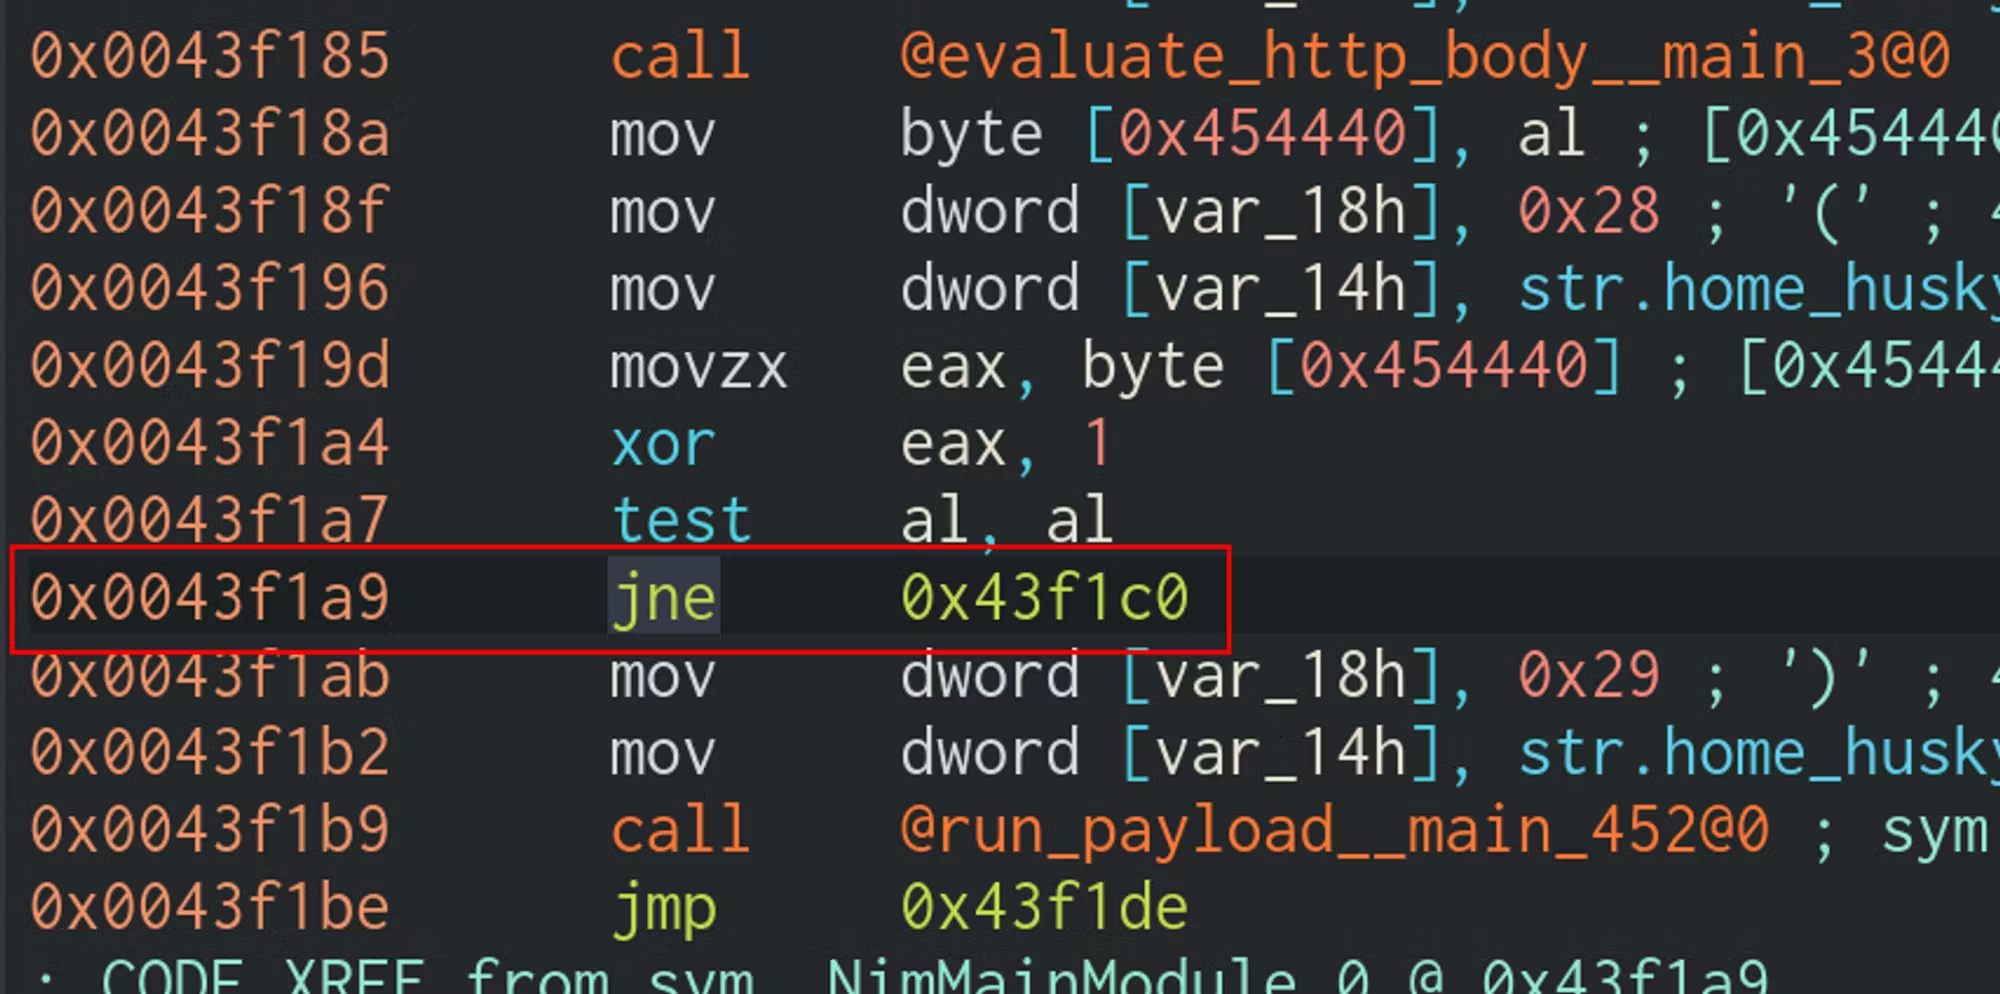 0x0043f185 call @evaluate_http_body__main_3@0
0x0043f18a mov byte [0x454440], al ; [0x454440
0x0043f18f mov dword [var_18h], 0x28 ; '(' ;
0x0043f196 mov dword [var_14h], str.home_husky
0x0043f19d movzx eax, byte [0x454440] ; [0x45444
0x0043f1a4 xor eax, 1
0x0043f1a7 test al, al
0x0043f1a9 jne 0x43f1c0
0x0043f1ab mov dword [var_18h], 0x29 ; ')' ;
0x0043f1b2 mov dword [var_14h], str.home_husky
0x0043f1b9 call @run_payload__main_452@0 ; sym
0x0043f1be jmp 0x43f1de
; CODE XREF from sym._NimMainModule_0 @ 0x43f1a9